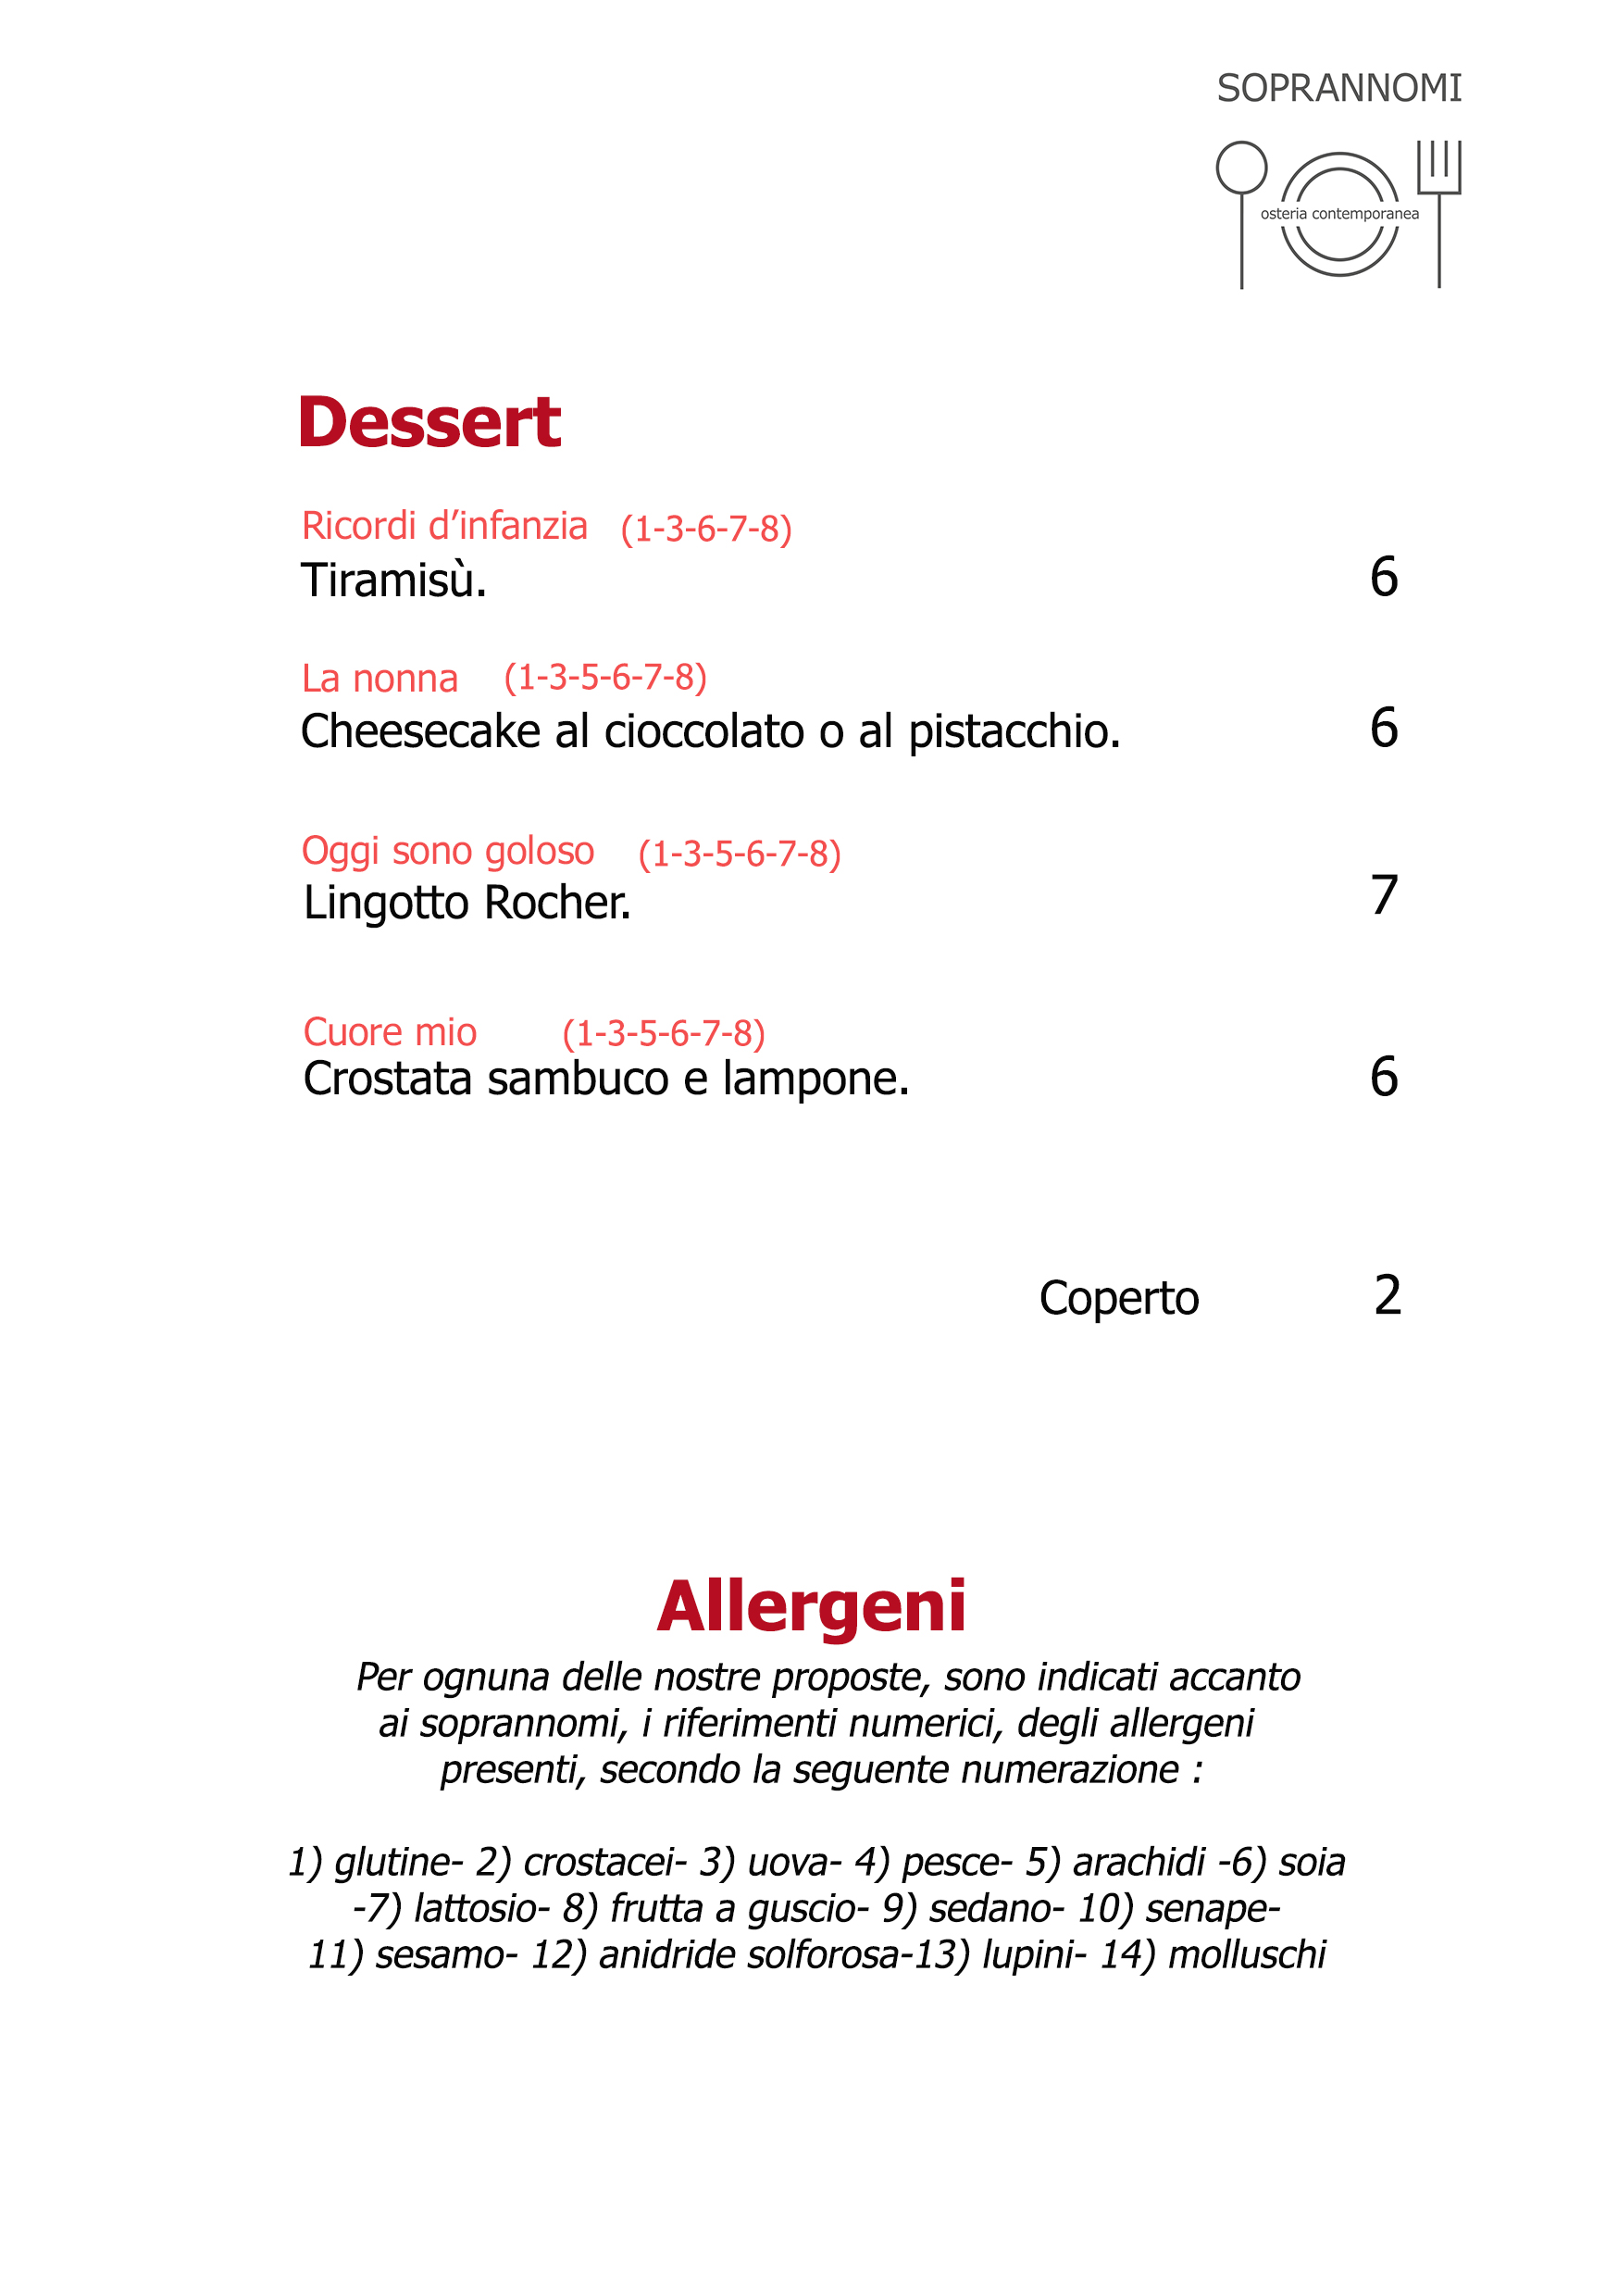 SOPRANNOMI
osteria contemporanea
Dessert
Ricordi d’infanzia (1-3-6-7-8)
Tiramisù. 6
La nonna (1-3-5-6-7-8)
Cheesecake al cioccolato o al pistacchio. 6
Oggi sono goloso (1-3-5-6-7-8)
Lingotto Rocher. 7
Cuore mio (1-3-5-6-7-8)
Crostata sambuco e lampone. 6
Coperto 2
Allergeni
Per ognuna delle nostre proposte, sono indicati accanto
ai soprannomi, i riferimenti numerici, degli allergeni
presenti, secondo la seguente numerazione :
1) glutine- 2) crostacei- 3) uova- 4) pesce- 5) arachidi -6) soia
-7) lattosio- 8) frutta a guscio- 9) sedano- 10) senape-
11) sesamo- 12) anidride solforosa-13) lupini- 14) molluschi